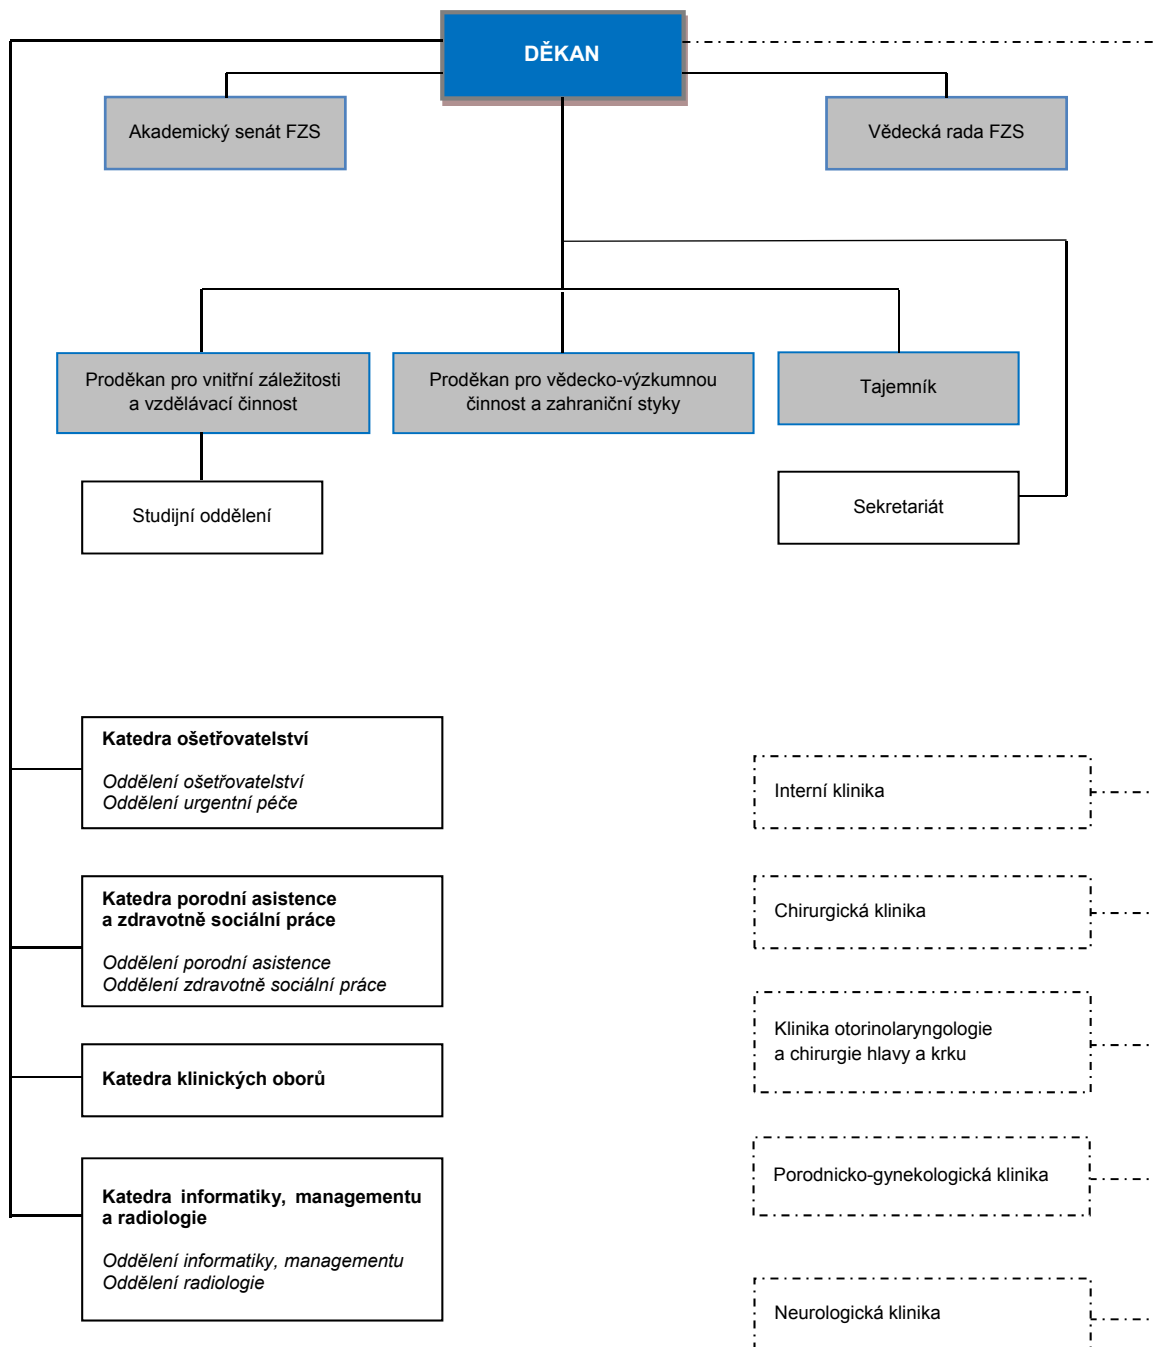 DĚKAN
Akademický senát FZS
Vědecká rada FZS
Proděkan pro vnitřní záležitosti
a vzdělávací činnost
Proděkan pro vědecko-výzkumnou
činnost a zahraniční styky
Tajemník
Studijní oddělení
Sekretariát
Katedra ošetřovatelství
Oddělení ošetřovatelství
Oddělení urgentní péče
Interní klinika
Katedra porodní asistence
a zdravotně sociální práce
Oddělení porodní asistence
Oddělení zdravotně sociální práce
Chirurgická klinika
Klinika otorinolaryngologie
a chirurgie hlavy a krku
Katedra klinických oborů
Porodnicko-gynekologická klinika
Katedra informatiky, managementu
a radiologie
Oddělení informatiky, managementu
Oddělení radiologie
Neurologická klinika